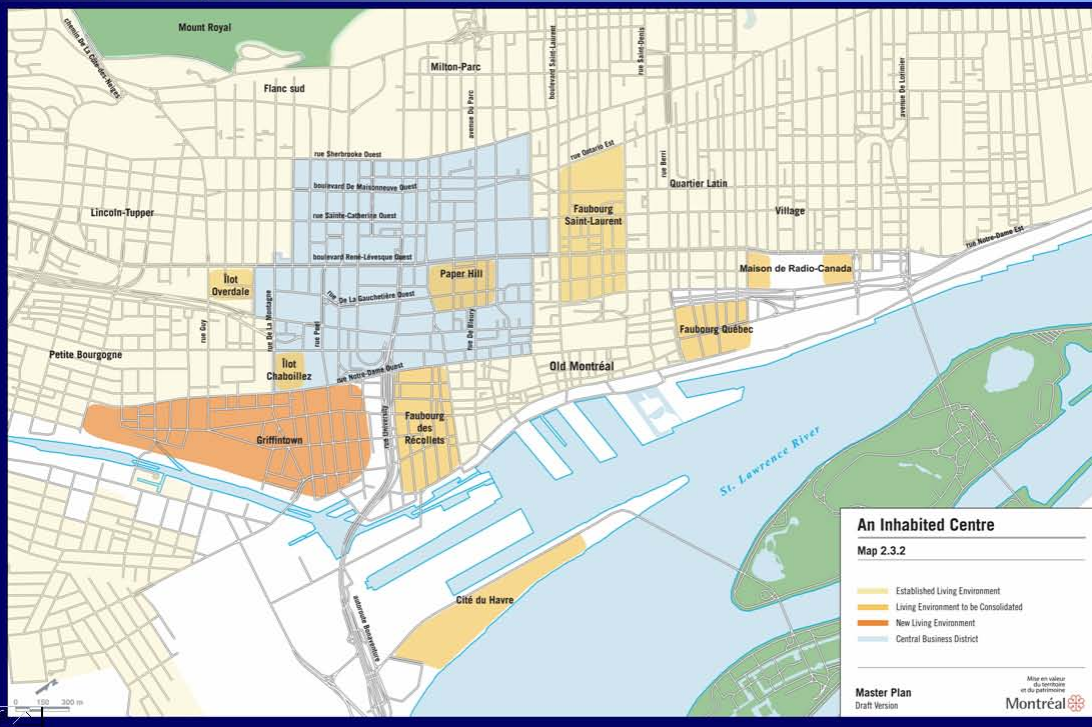 Mount Royal
chemin De La Côte-des-Neiges
Milton-Parc
boulevard Saint-Laurent
rue Saint-Denis
avenue De Lorimier
Flanc sud
avenue Du Parc
rue Sherbrooke Ouest
rue Ontario Est
rue Berri
boulevard De Maisonneuve Ouest
Quartier Latin
Lincoln-Tupper
rue Sainte-Catherine Ouest
Faubourg
Saint-Laurent
Village
rue Notre-Dame Est
boulevard René-Lévesque Ouest
Îlot
Overdale
Paper Hill
Maison de Radio-Canada
rue De La Gauchetière Ouest
rue De La Montagne
rue Guy
rue Peel
rue De Bleury
Faubourg Québec
Petite Bourgogne
Îlot
Chaboillez
rue Notre-Dame Ouest
Old Montréal
Griffintown
rue University
Faubourg
des
Récollets
St. Lawrence River
Cité du Havre
autoroute Bonaventure
An Inhabited Centre
Map 2.3.2
Established Living Environment
Living Environment to be Consolidated
New Living Environment
Central Business District
Master Plan
Draft Version
Mise en valeur
du territoire
et du patrimoine
Montréal
0 150 300 m